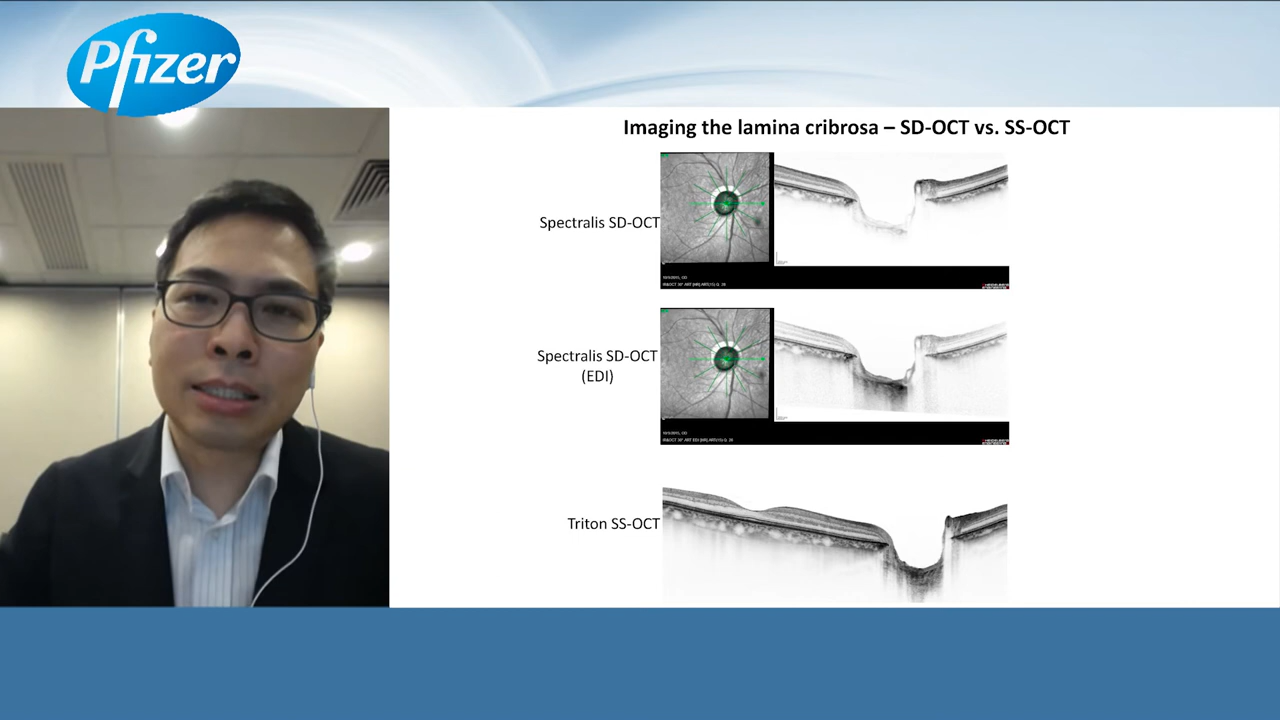 Pfizer
Imaging the lamina cribrosa – SD-OCT vs. SS-OCT
Spectralis SD-OCT
Spectralis SD-OCT
(EDI)
Triton SS-OCT